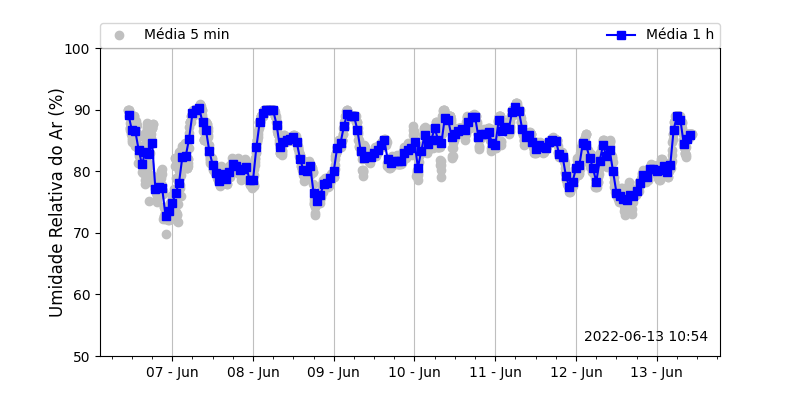 Média 5 min
Média 1 h
Umidade Relativa do Ar (%)
100
90
80
70
60
50
2022-06-13 10:54
07 - Jun
08 - Jun
09 - Jun
10 - Jun
11 - Jun
12 - Jun
13 - Jun